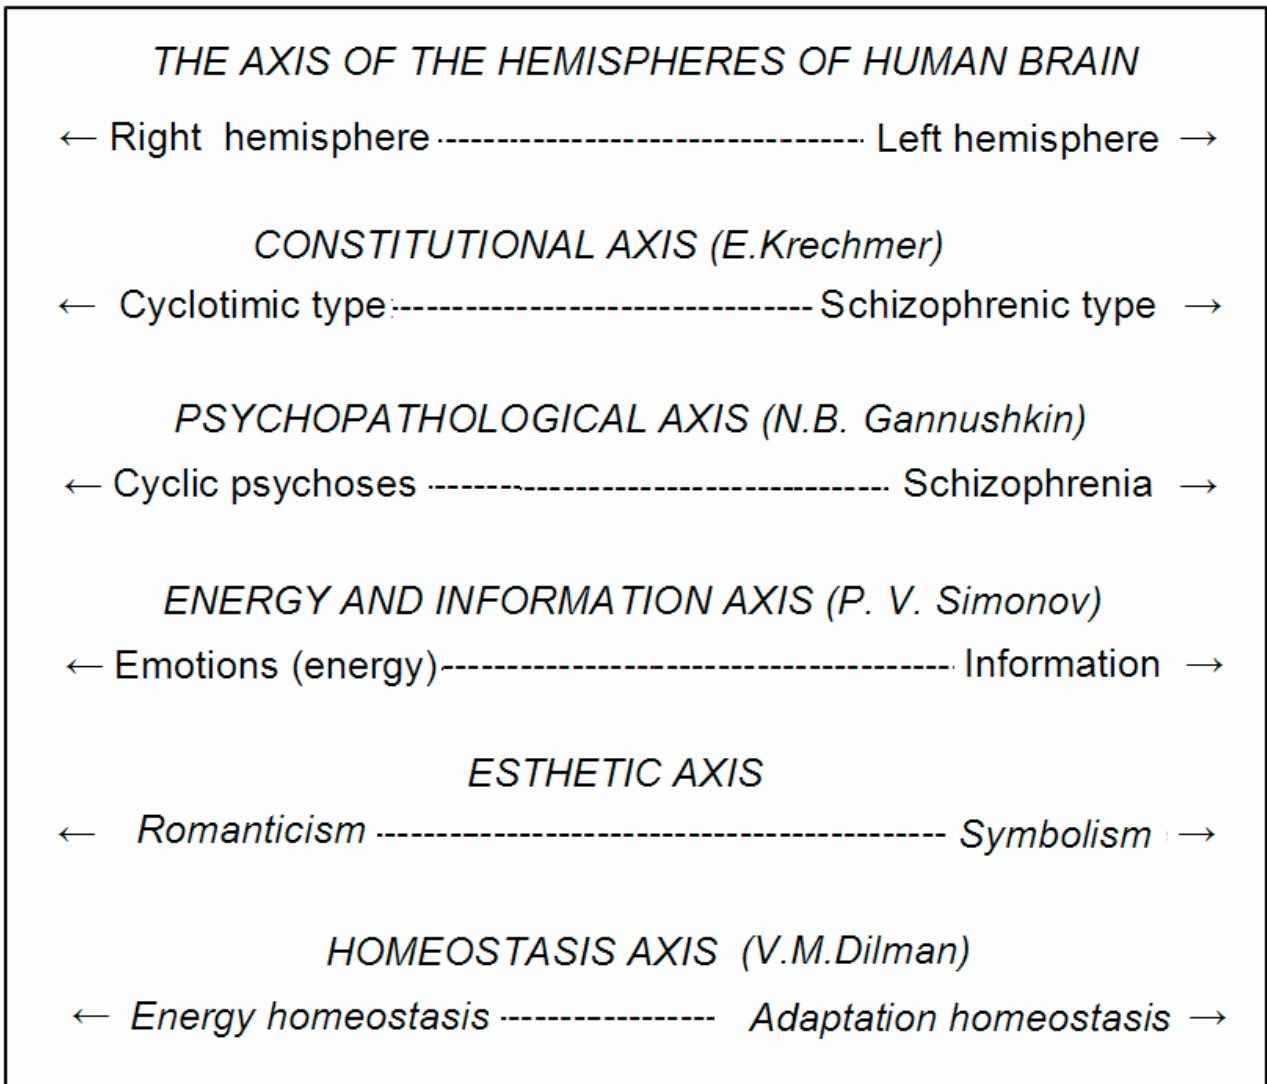 THE AXIS OF THE HEMISPHERES OF HUMAN BRAIN
← Right hemisphere ---------------------------------- Left hemisphere →
CONSTITUTIONAL AXIS (E.Krechmer)
← Cyclotimic type ---------------------------------- Schizophrenic type →
PSYCHOPATHOLOGICAL AXIS (N.B. Gannushkin)
← Cyclic psychoses ---------------------------------- Schizophrenia →
ENERGY AND INFORMATION AXIS (P. V. Simonov)
← Emotions (energy) ---------------------------------- Information →
ESTHETIC AXIS
← Romanticism ---------------------------------- Symbolism →
HOMEOSTASIS AXIS (V.M.Dilman)
← Energy homeostasis ----------------- Adaptation homeostasis →